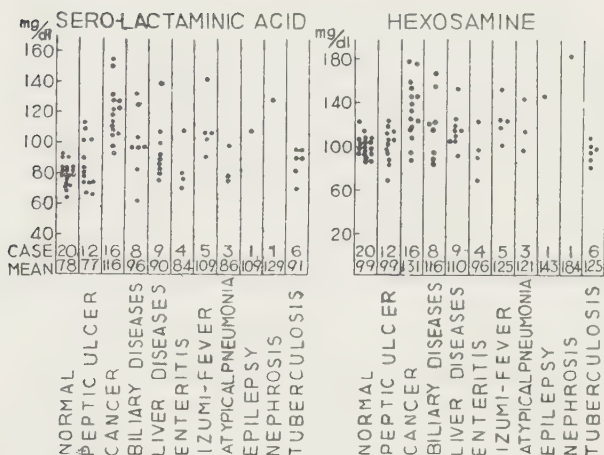 SERO-LACTAMINIC ACID
mg/dl
160
140
120
100
80
60
40
CASE 20 12 16 8 9 4 5 3 1 1 6
MEAN 78 77 116 96 90 84 109 86 109 129 91
NORMAL
PEPTIC ULCER
CANCER
BILIARY DISEASES
LIVER DISEASES
ENTERITIS
IZUMI-FEVER
ATYPICAL PNEUMONIA
EPILEPSY
NEPHROSIS
TUBERCULOSIS
HEXOSAMINE
mg/dl
180
140
100
60
20
20 12 16 8 9 4 5 3 1 1 6
99 99 131 116 110 96 125 121 143 184 125
NORMAL
PEPTIC ULCER
CANCER
BILIARY DISEASES
LIVER DISEASES
ENTERITIS
IZUMI-FEVER
ATYPICAL PNEUMONIA
EPILEPSY
NEPHROSIS
TUBERCULOSIS